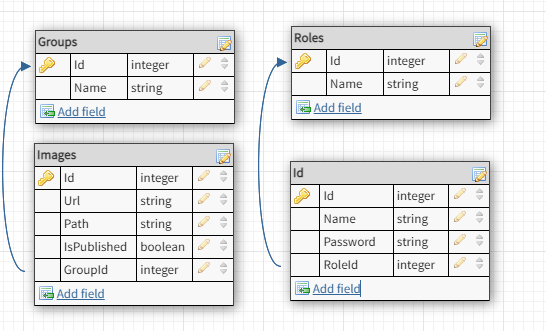 Groups
Id integer
Name string
Add field
Images
Id integer
Url string
Path string
IsPublished boolean
GroupId integer
Add field
Roles
Id integer
Name string
Add field
Id
Id integer
Name string
Password string
RoleId integer
Add field